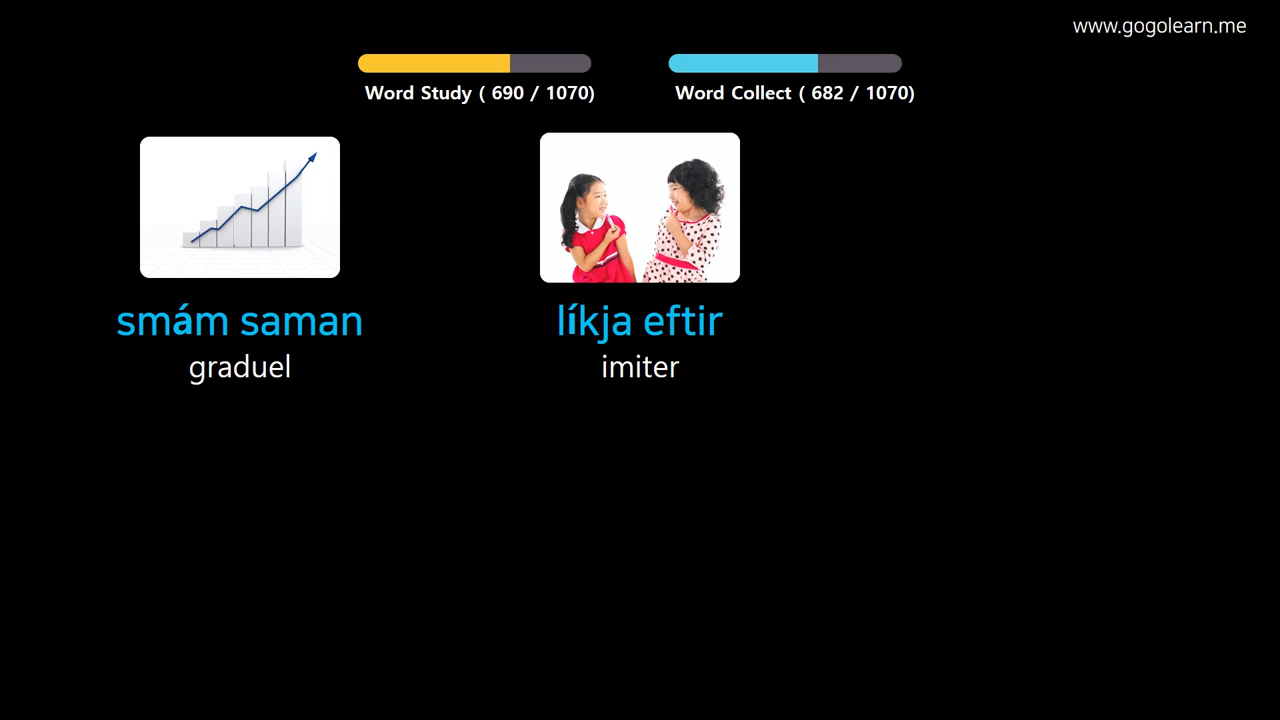 www.gogolearn.me
Word Study ( 690 / 1070)
Word Collect ( 682 / 1070)
smám saman
graduel
líkja eftir
imiter